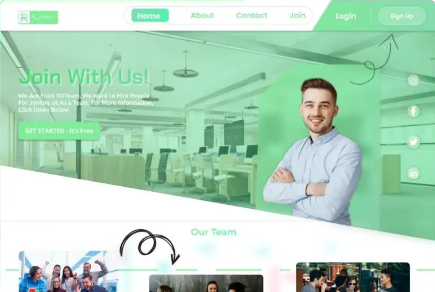 Home
About
Contact
Join
Login
Sign Up
Join With Us!
We Are From RDTeam, We Want to Hire People
For Joining Us As a Team. For More Information,
Click Down Below.
GET STARTED - It's Free
Our Team